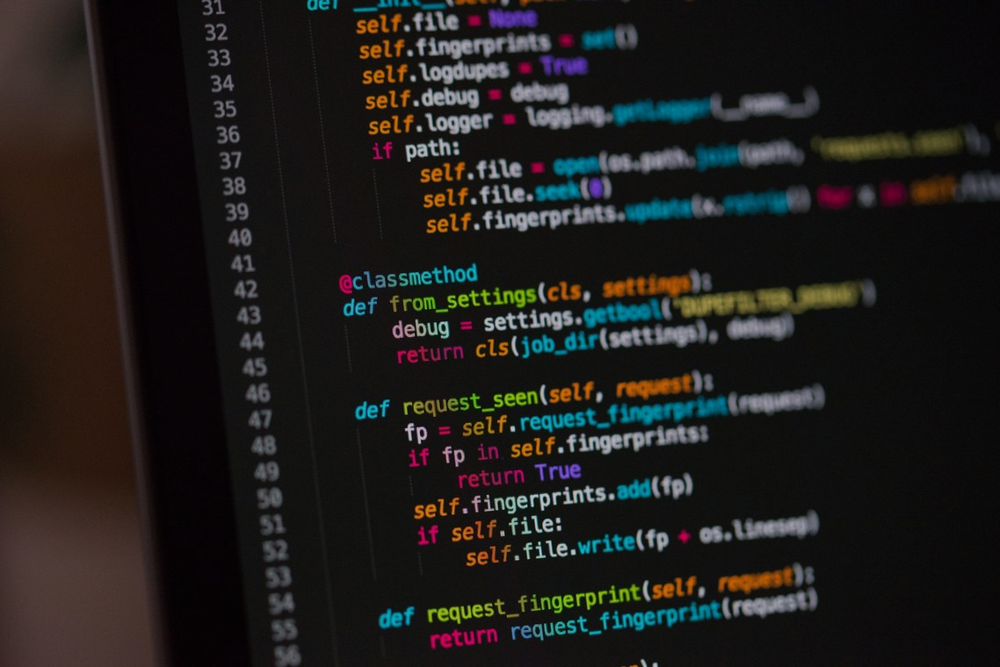 31 def __init__(self,
32 self.file = None
33 self.fingerprints = set()
34 self.logdupes = True
35 self.debug = debug
36 self.logger = logging.getLogger(__name__)
37 if path:
38 self.file = open(os.path.join(path, 'requests.seen'),
39 self.file.seek(0)
40 self.fingerprints.update(x.rstrip() for x in self.file
41
42 @classmethod
43 def from_settings(cls, settings):
44 debug = settings.getbool('DUPEFILTER_DEBUG')
45 return cls(job_dir(settings), debug)
46
47 def request_seen(self, request):
48 fp = self.request_fingerprint(request)
49 if fp in self.fingerprints:
50 return True
51 self.fingerprints.add(fp)
52 if self.file:
53 self.file.write(fp + os.linesep)
54
55 def request_fingerprint(self, request):
56 return request_fingerprint(request)